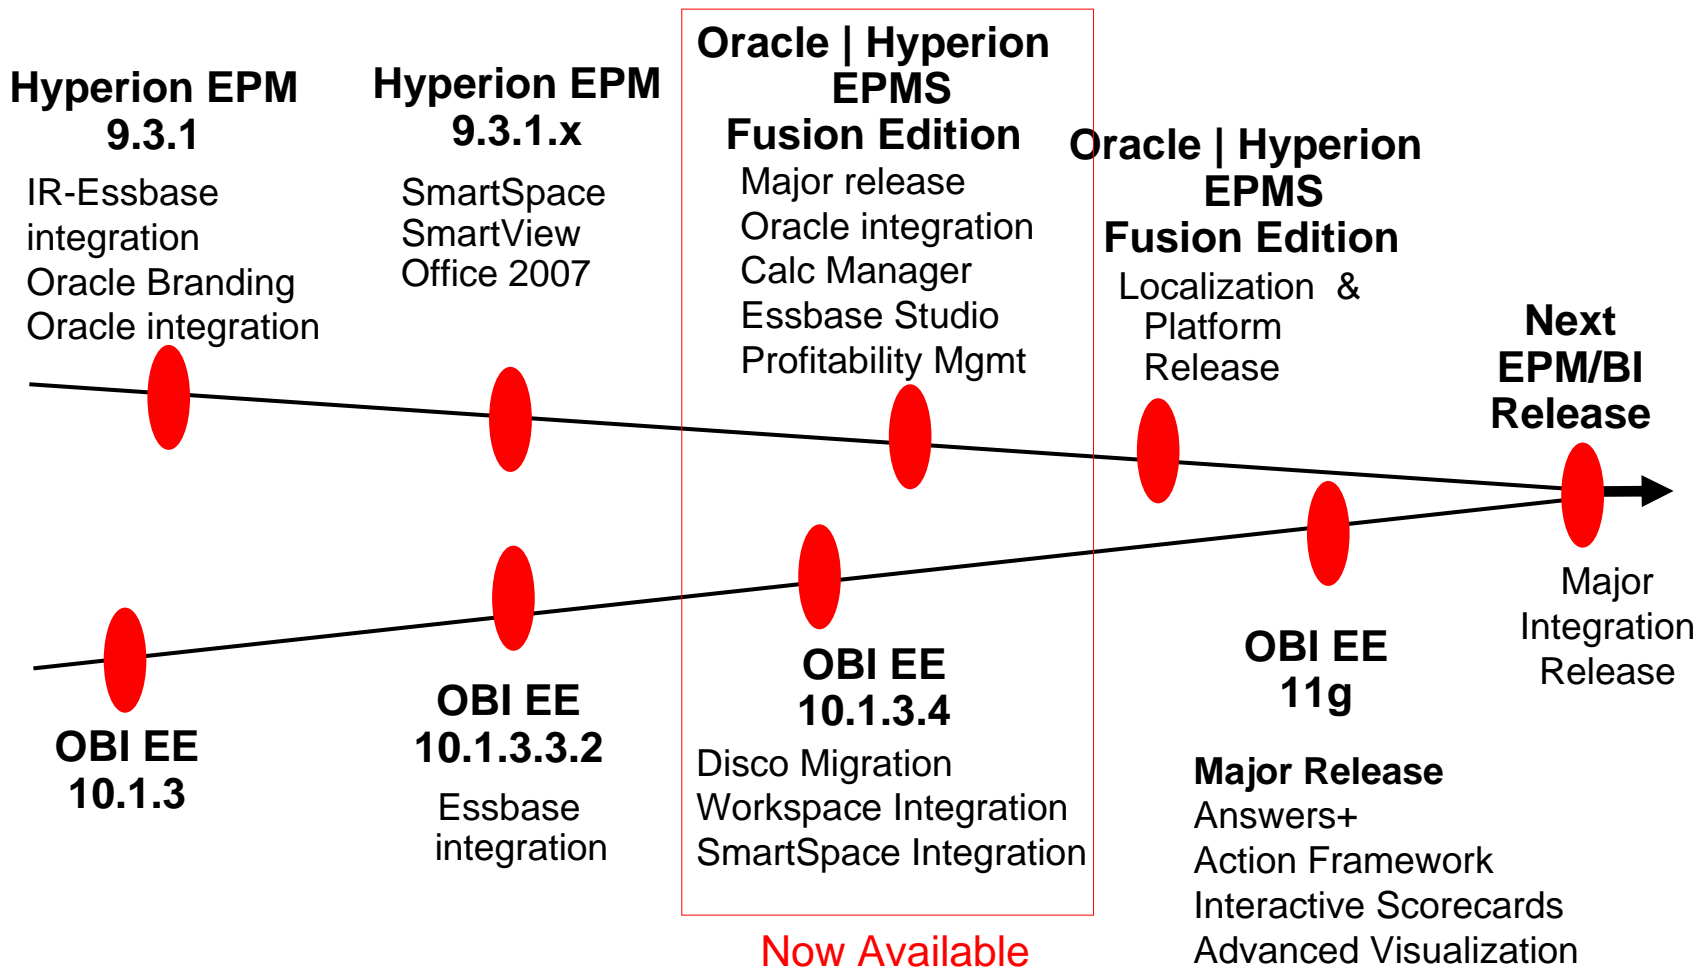 Hyperion EPM
9.3.1
IR-Essbase
integration
Oracle Branding
Oracle integration
Hyperion EPM
9.3.1.x
SmartSpace
SmartView
Office 2007
Oracle | Hyperion
EPMS
Fusion Edition
Major release
Oracle integration
Calc Manager
Essbase Studio
Profitability Mgmt
Oracle | Hyperion
EPMS
Fusion Edition
Localization &
Platform
Release
Next
EPM/BI
Release
Major
Integration
Release
OBI EE
10.1.3
OBI EE
10.1.3.3.2
Essbase
integration
OBI EE
10.1.3.4
Disco Migration
Workspace Integration
SmartSpace Integration
Now Available
OBI EE
11g
Major Release
Answers+
Action Framework
Interactive Scorecards
Advanced Visualization